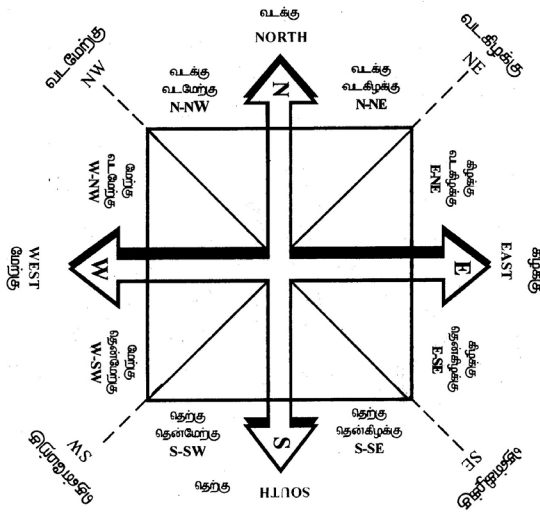 வடக்கு
NORTH
வடமேற்கு
NW
வடகிழக்கு
NE
வடக்கு
வடமேற்கு
N-NW
N
வடக்கு
வடகிழக்கு
N-NE
மேற்கு
வடமேற்கு
W-NW
கிழக்கு
வடகிழக்கு
E-NE
மேற்கு
WEST
W
E
EAST
கிழக்கு
மேற்கு
தென்மேற்கு
W-SW
கிழக்கு
தென்கிழக்கு
E-SE
தெற்கு
தென்மேற்கு
S-SW
S
தெற்கு
தென்கிழக்கு
S-SE
தென்மேற்கு
SW
SE
தென்கிழக்கு
தெற்கு
SOUTH